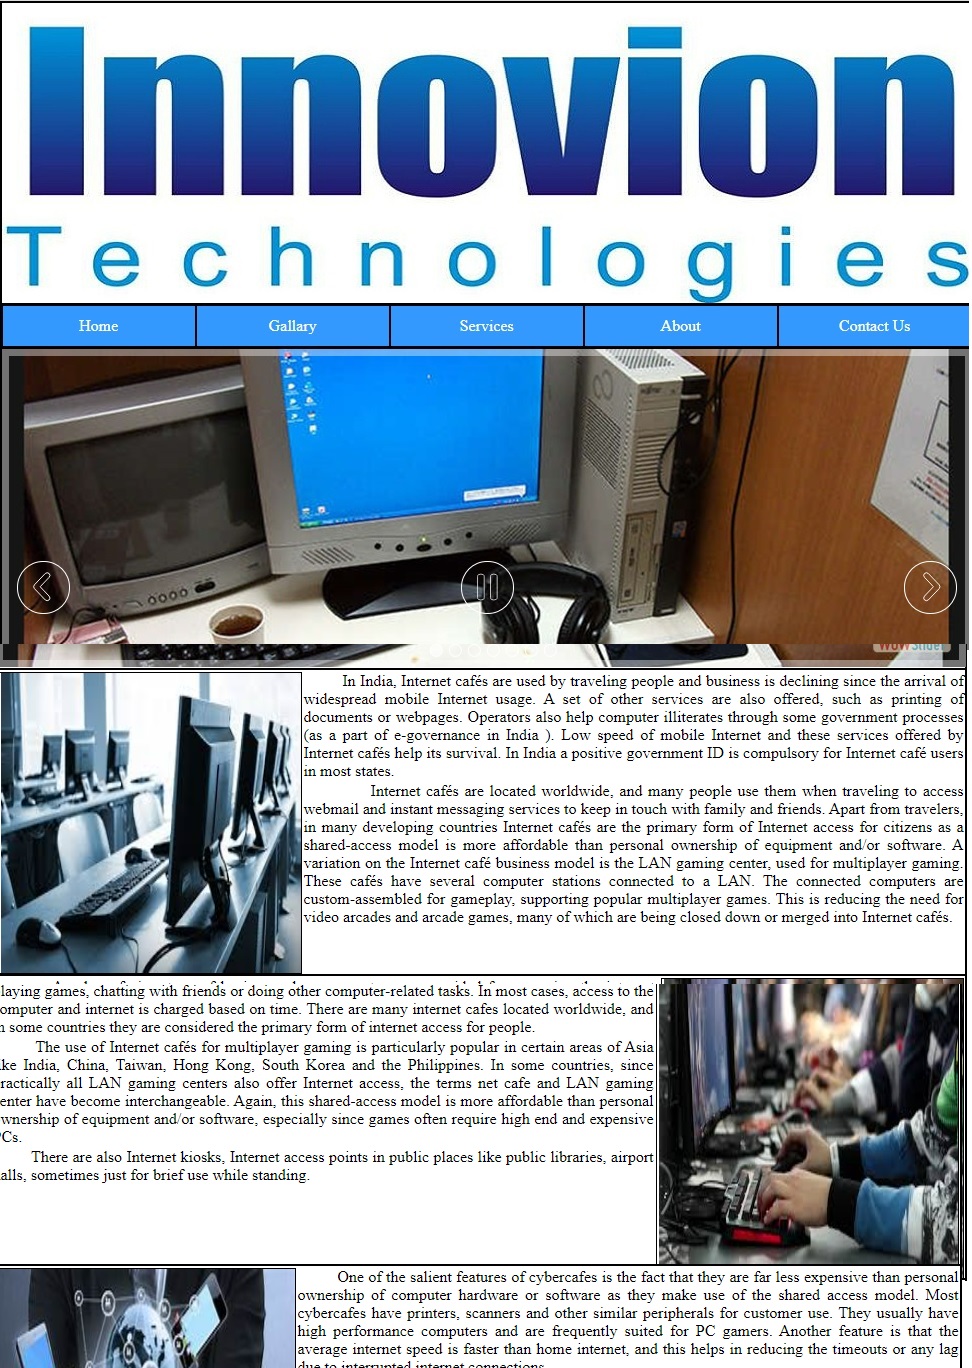 Innovion
Technologies
Home
Gallary
Services
About
Contact Us
In India, Internet cafés are used by traveling people and business is declining since the arrival of
widespread mobile Internet usage. A set of other services are also offered, such as printing of
documents or webpages. Operators also help computer illiterates through some government processes
(as a part of e-governance in India ). Low speed of mobile Internet and these services offered by
Internet cafés help its survival. In India a positive government ID is compulsory for Internet café users
in most states.
Internet cafés are located worldwide, and many people use them when traveling to access
webmail and instant messaging services to keep in touch with family and friends. Apart from travelers,
in many developing countries Internet cafés are the primary form of Internet access for citizens as a
shared-access model is more affordable than personal ownership of equipment and/or software. A
variation on the Internet café business model is the LAN gaming center, used for multiplayer gaming.
These cafés have several computer stations connected to a LAN. The connected computers are
custom-assembled for gameplay, supporting popular multiplayer games. This is reducing the need for
video arcades and arcade games, many of which are being closed down or merged into Internet cafés.
laying games, chatting with friends or doing other computer-related tasks. In most cases, access to the
omputer and internet is charged based on time. There are many internet cafes located worldwide, and
n some countries they are considered the primary form of internet access for people.
The use of Internet cafés for multiplayer gaming is particularly popular in certain areas of Asia
ke India, China, Taiwan, Hong Kong, South Korea and the Philippines. In some countries, since
ractically all LAN gaming centers also offer Internet access, the terms net cafe and LAN gaming
enter have become interchangeable. Again, this shared-access model is more affordable than personal
wnership of equipment and/or software, especially since games often require high end and expensive
PCs.
There are also Internet kiosks, Internet access points in public places like public libraries, airport
alls, sometimes just for brief use while standing.
One of the salient features of cybercafes is the fact that they are far less expensive than personal
ownership of computer hardware or software as they make use of the shared access model. Most
cybercafes have printers, scanners and other similar peripherals for customer use. They usually have
high performance computers and are frequently suited for PC gamers. Another feature is that the
average internet speed is faster than home internet, and this helps in reducing the timeouts or any lag
due to interrupted internet connections.